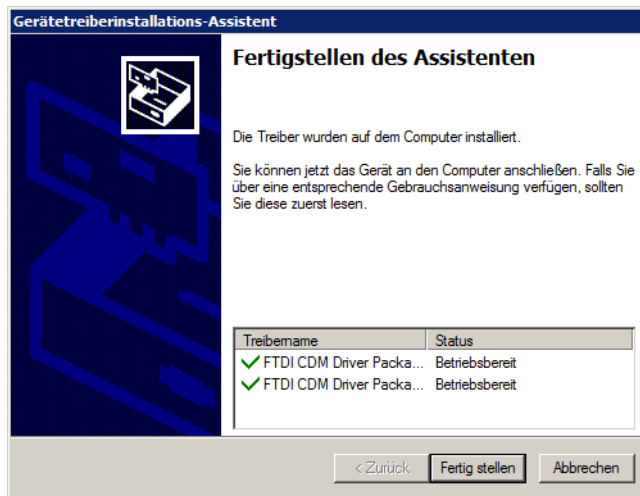 Gerätetreiberinstallations-Assistent
Fertigstellen des Assistenten
Die Treiber wurden auf dem Computer installiert.
Sie können jetzt das Gerät an den Computer anschließen. Falls Sie
über eine entsprechende Gebrauchsanweisung verfügen, sollten
Sie diese zuerst lesen.
Treibername Status
FTDI CDM Driver Packa... Betriebsbereit
FTDI CDM Driver Packa... Betriebsbereit
< Zurück Fertig stellen Abbrechen